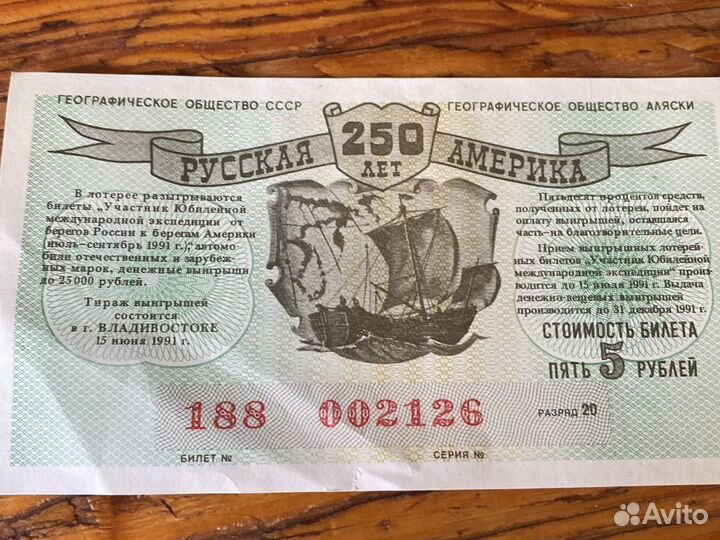 ГЕОГРАФИЧЕСКОЕ ОБЩЕСТВО СССР
ГЕОГРАФИЧЕСКОЕ ОБЩЕСТВО АЛЯСКИ
РУССКАЯ 250 ЛЕТ АМЕРИКА
В лотерее разыгрываются
билеты „Участник Юбилейной
международной экспедиции от
берегов России к берегам Америки
июль-сентябрь 1991 г.), автомо-
били отечественных и зарубеж-
ных марок, денежные выигрыши
до 25000 рублей.
Тираж выигрышей
состоится
в г. ВЛАДИВОСТОКЕ
15 июня 1991 г.
Пятьдесят процентов средств,
полученных от лотереи, пойдет на
оплату выигрышей, оставшаяся
часть-на благотворительные цели.
Прием выигрышных лотерей-
ных билетов „Участник Юбилейной
международной экспедиции" произ-
водится до 15 июля 1991 г. Выдача
денежно-вещевых выигрышей
производится до 31 декабря 1991 г.
СТОИМОСТЬ БИЛЕТА
ПЯТЬ 5 РУБЛЕЙ
188 002126
РАЗРЯД 20
БИЛЕТ №
СЕРИЯ №
Avito